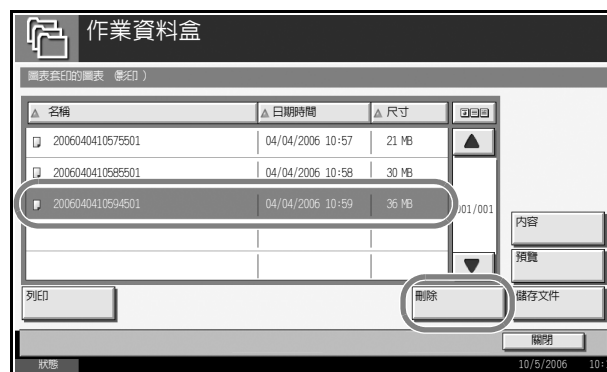 作業資料盒
圖表套印的圖表 (影印 )
名稱 日期時間 尺寸
2006040410575501 04/04/2006 10:57 21 MB
2006040410585501 04/04/2006 10:58 30 MB
2006040410594501 04/04/2006 10:59 36 MB
001/001
內容
預覽
列印 刪除 儲存文件
關閉
狀態 10/5/2006 10: